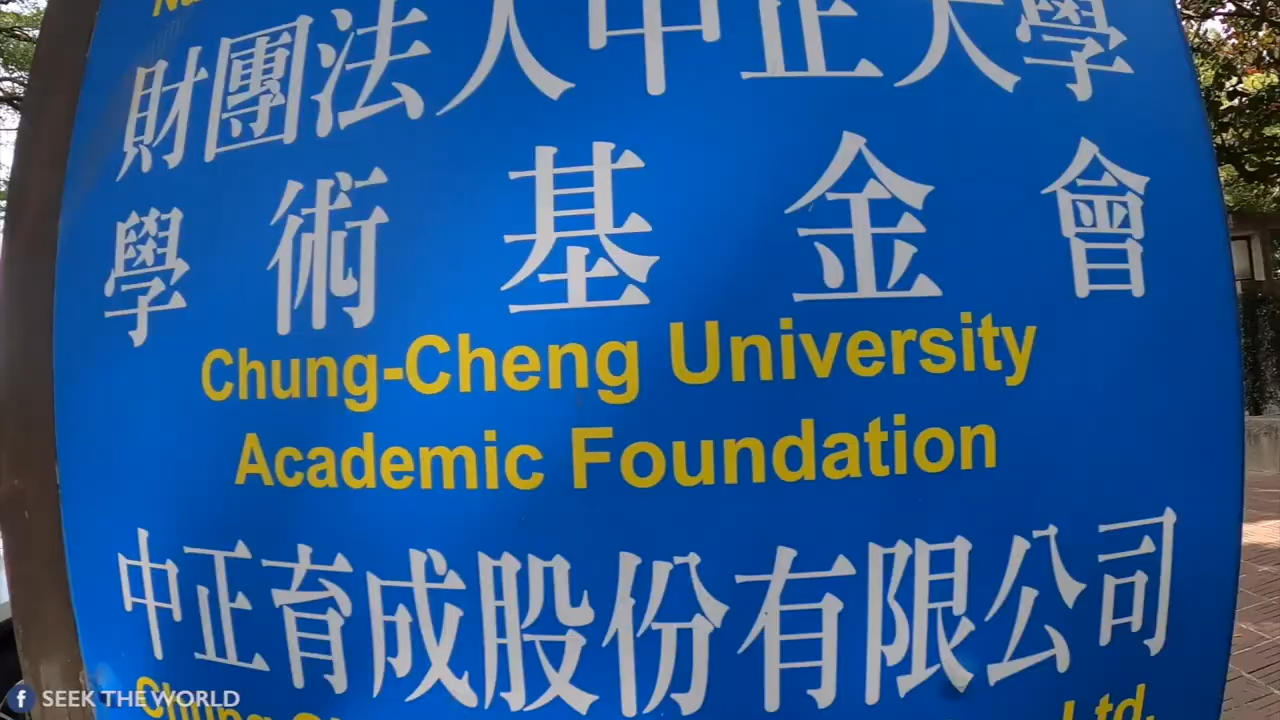 財團法人中正大學
學術基金會
Chung-Cheng University
Academic Foundation
中正育成股份有限公司
Ltd.
SEEK THE WORLD